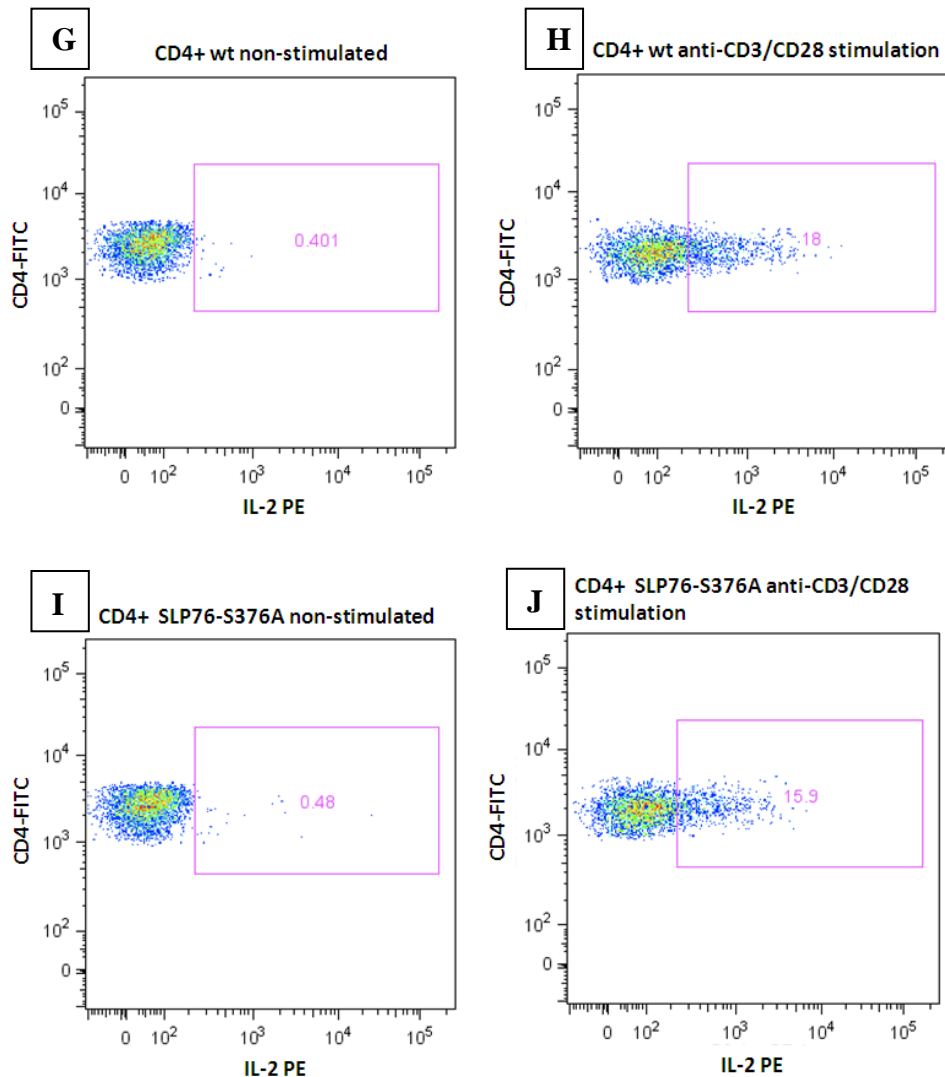 G
CD4+ wt non-stimulated
10^5
10^4
10^3
10^2
0
CD4-FITC
0.401
0 10^2 10^3 10^4 10^5
IL-2 PE
H
CD4+ wt anti-CD3/CD28 stimulation
10^5
10^4
10^3
10^2
0
CD4-FITC
18
0 10^2 10^3 10^4 10^5
IL-2 PE
I
CD4+ SLP76-S376A non-stimulated
10^5
10^4
10^3
10^2
0
CD4-FITC
0.48
0 10^2 10^3 10^4 10^5
IL-2 PE
J
CD4+ SLP76-S376A anti-CD3/CD28
stimulation
10^5
10^4
10^3
10^2
0
CD4-FITC
15.9
0 10^2 10^3 10^4 10^5
IL-2 PE